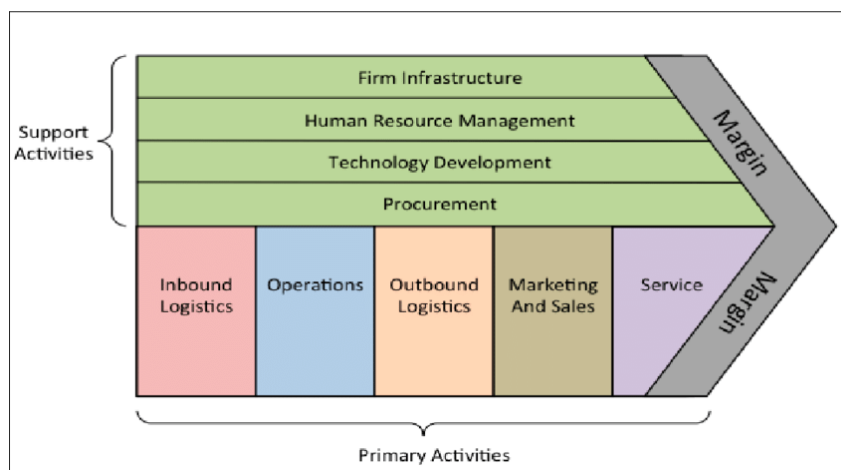 Firm Infrastructure
Human Resource Management
Support
Activities
Technology Development
Procurement
Margin
Inbound
Logistics
Operations
Outbound
Logistics
Marketing
And Sales
Service
Margin
Primary Activities